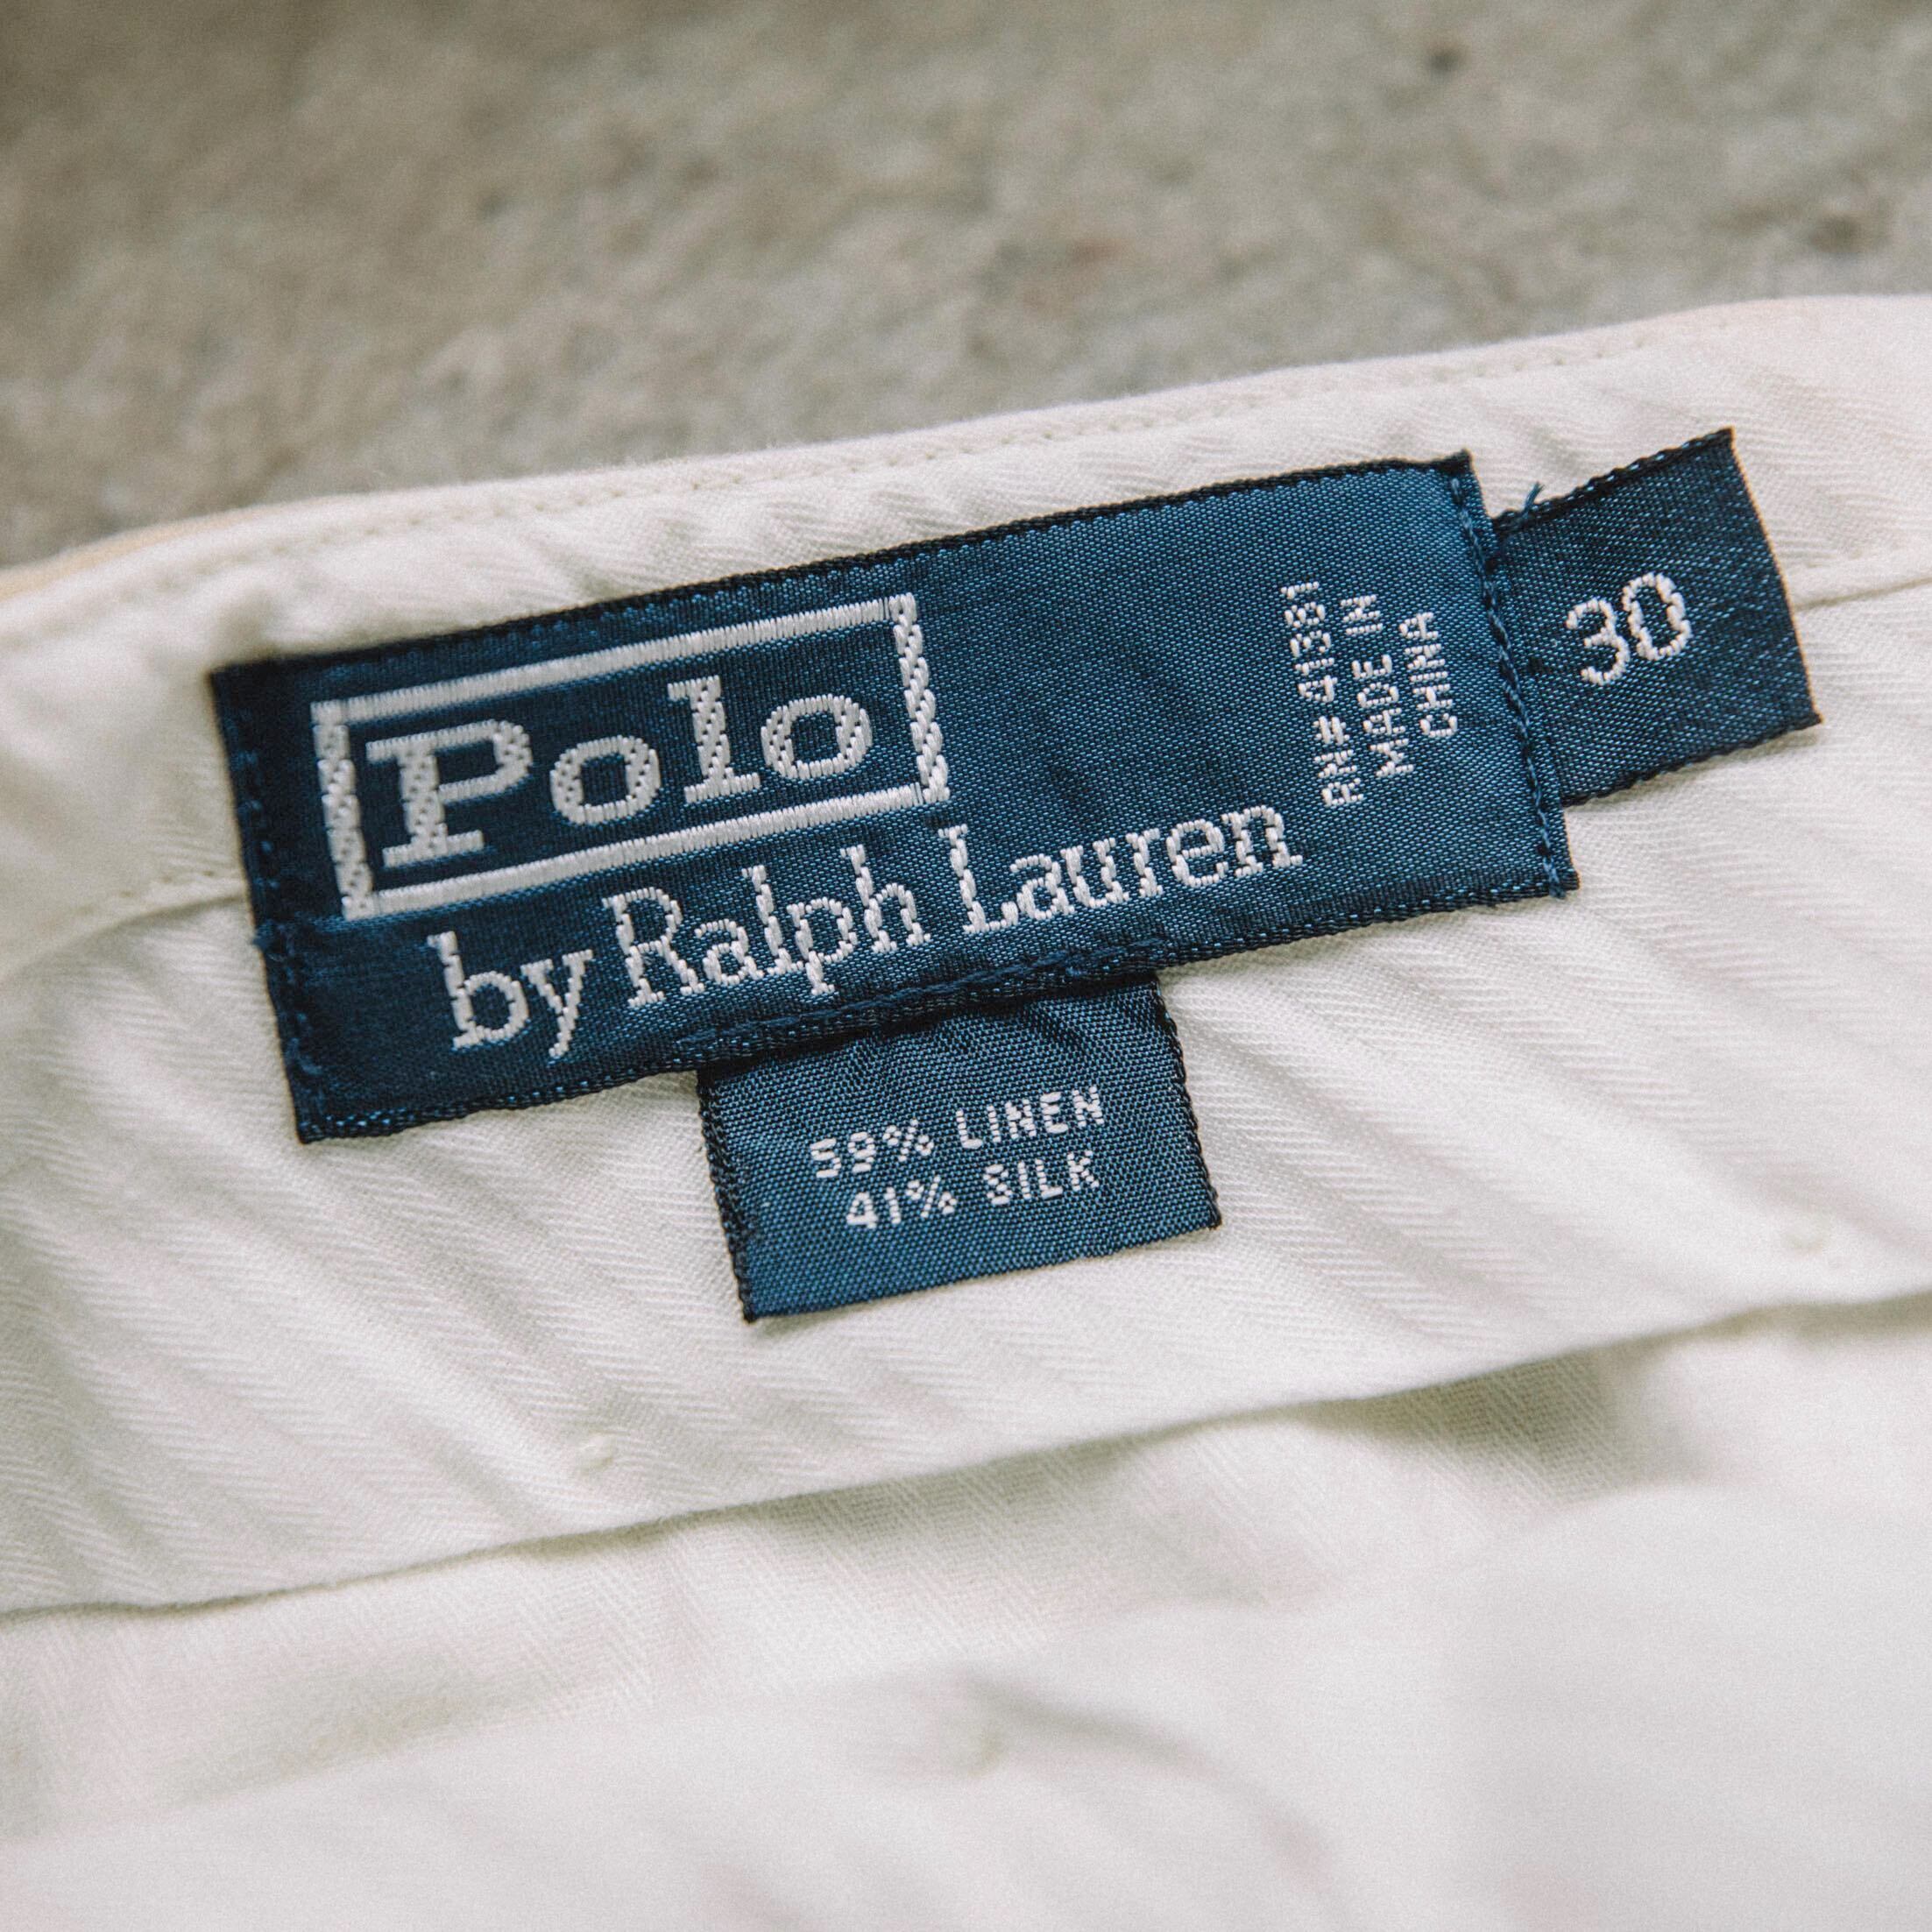 Polo
by Ralph Lauren
RN# 41381
MADE IN
CHINA
30
59% LINEN
41% SILK